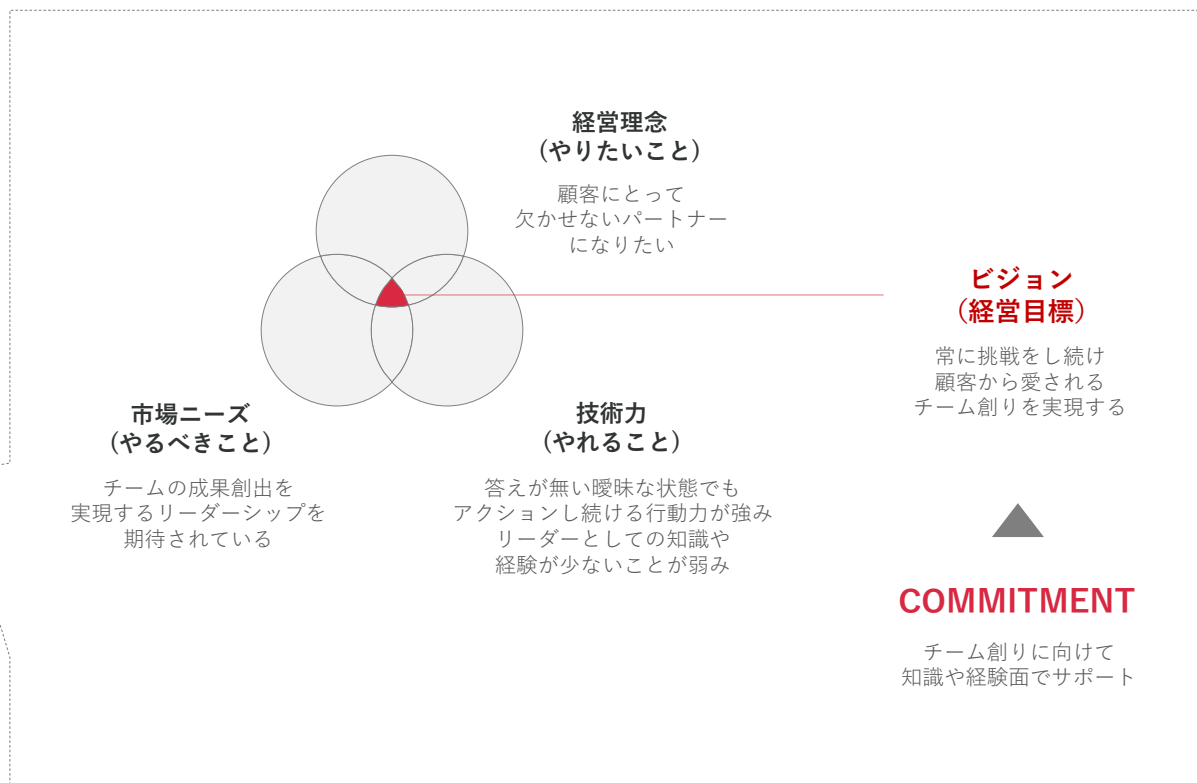 経営理念
(やりたいこと)
顧客にとって
欠かせないパートナー
になりたい
ビジョン
(経営目標)
常に挑戦をし続け
顧客から愛される
チーム創りを実現する
市場ニーズ
(やるべきこと)
チームの成果創出を
実現するリーダーシップを
期待されている
技術力
(やれること)
答えが無い曖昧な状態でも
アクションし続ける行動力が強み
リーダーとしての知識や
経験が少ないことが弱み
COMMITMENT
チーム創りに向けて
知識や経験面でサポート